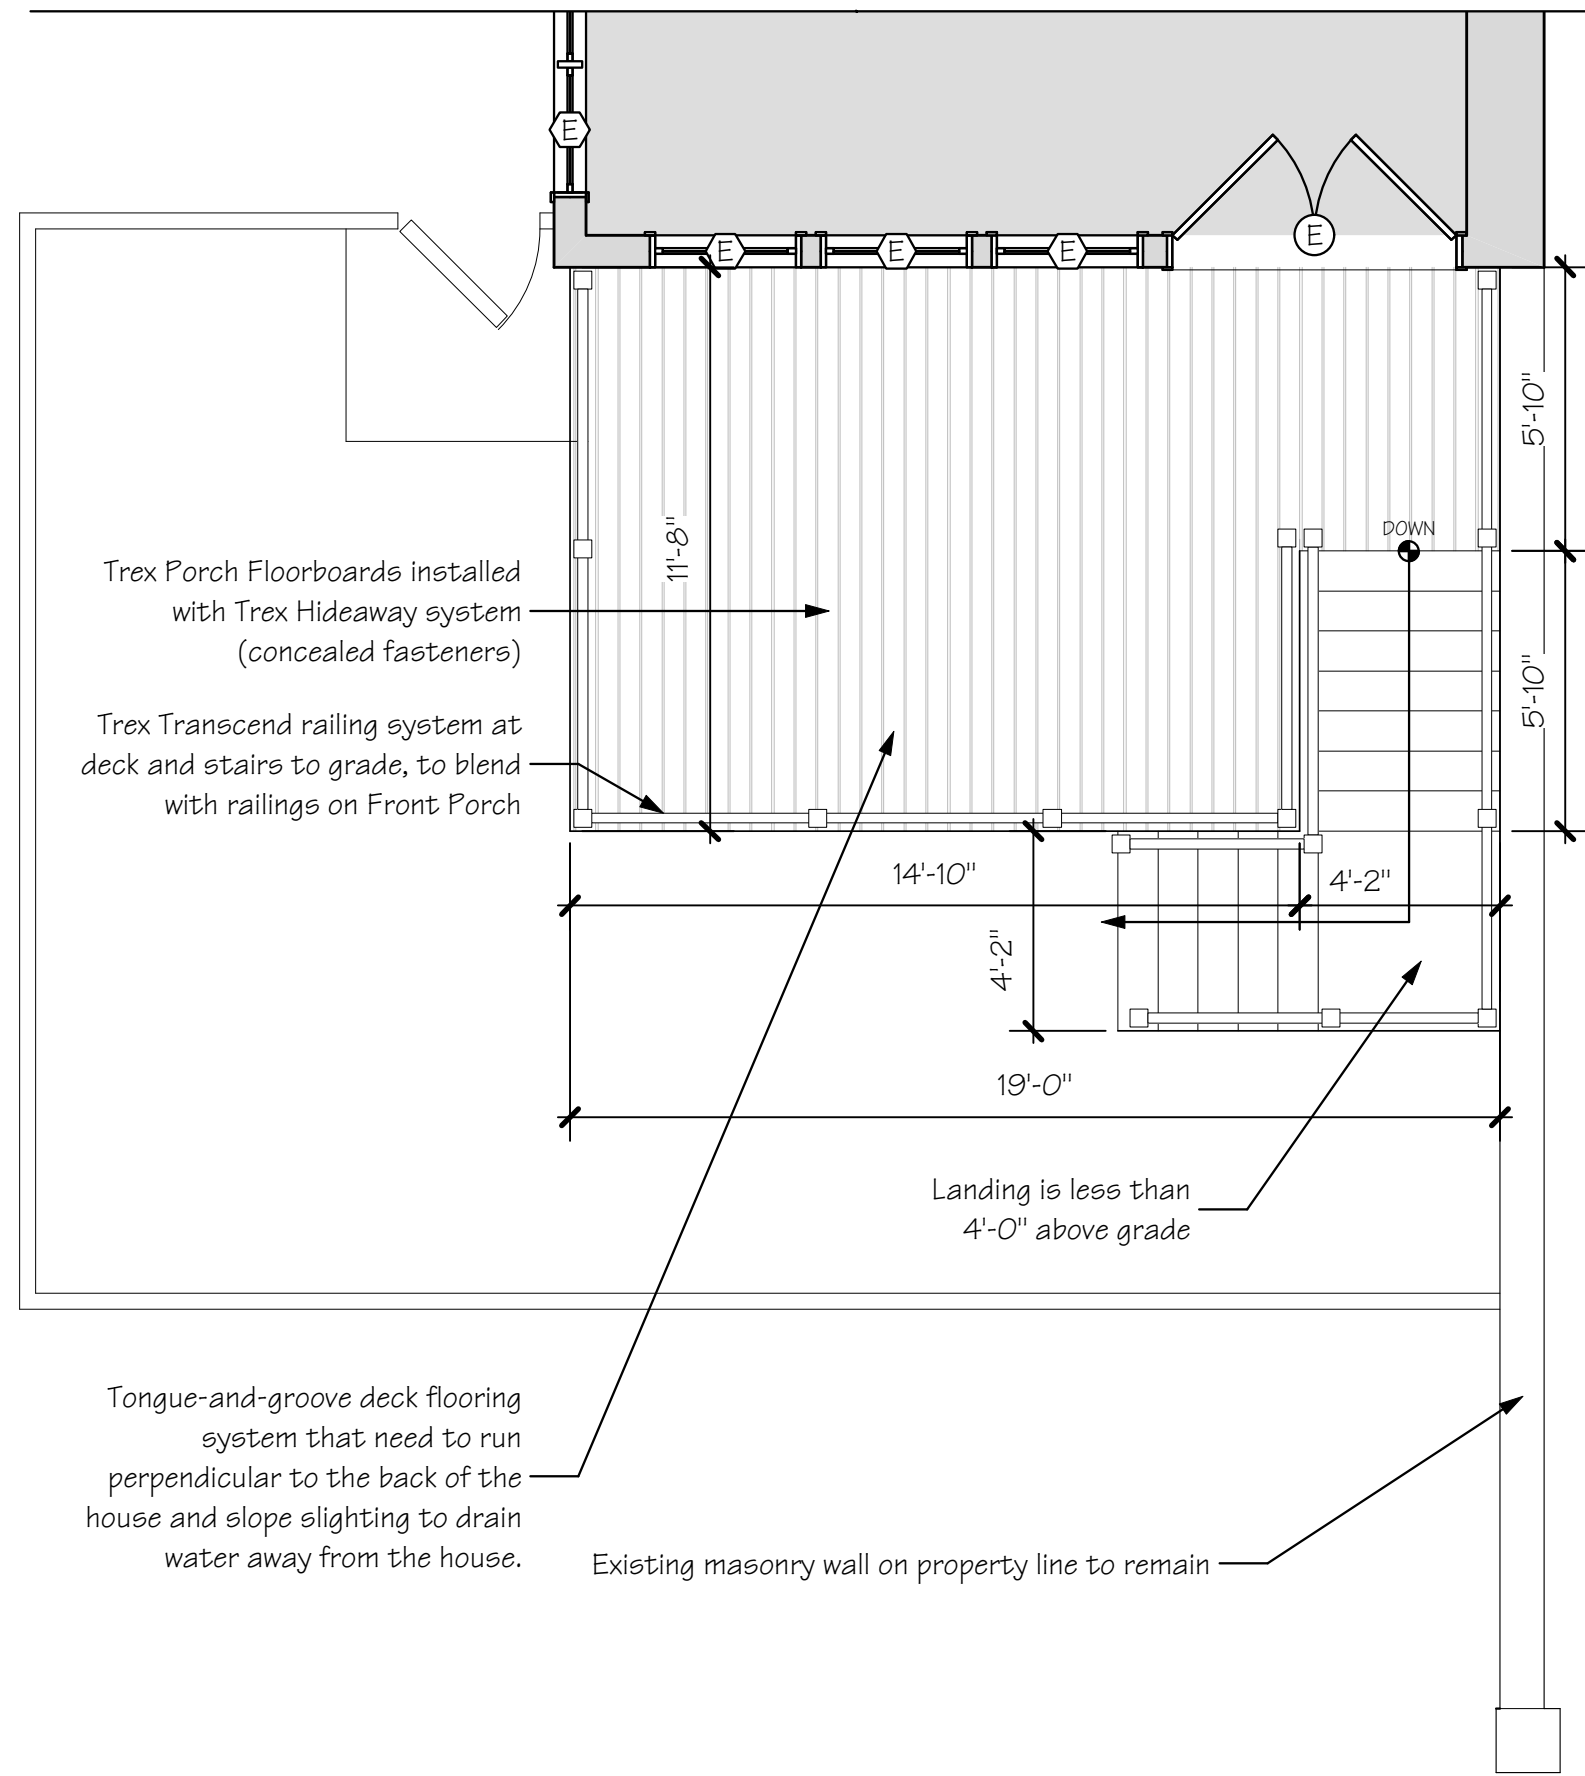 E
E
E
E
E
5'-10"
DOWN
11'-8"
Trex Porch Floorboards installed
with Trex Hideaway system
(concealed fasteners)
5'-10"
Trex Transcend railing system at
deck and stairs to grade, to blend
with railings on Front Porch
14'-10"
4'-2"
4'-2"
19'-0"
Landing is less than
4'-0" above grade
Tongue-and-groove deck flooring
system that need to run
perpendicular to the back of the
house and slope slighting to drain
water away from the house.
Existing masonry wall on property line to remain